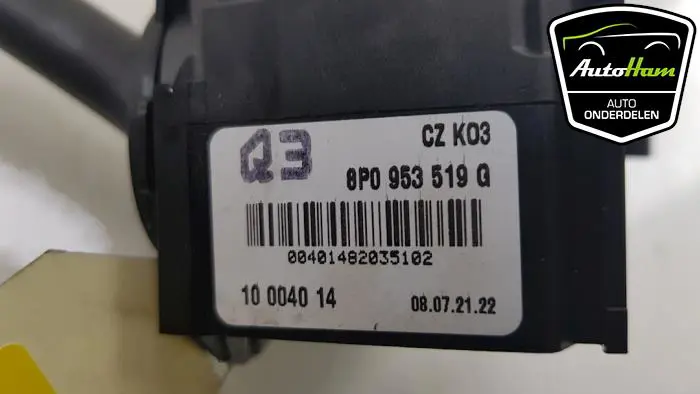 AutoHam
AUTO
ONDERDELEN
Q3
CZ K03
8P0 953 519 G
00401482035102
10 0040 14
08.07.21.22